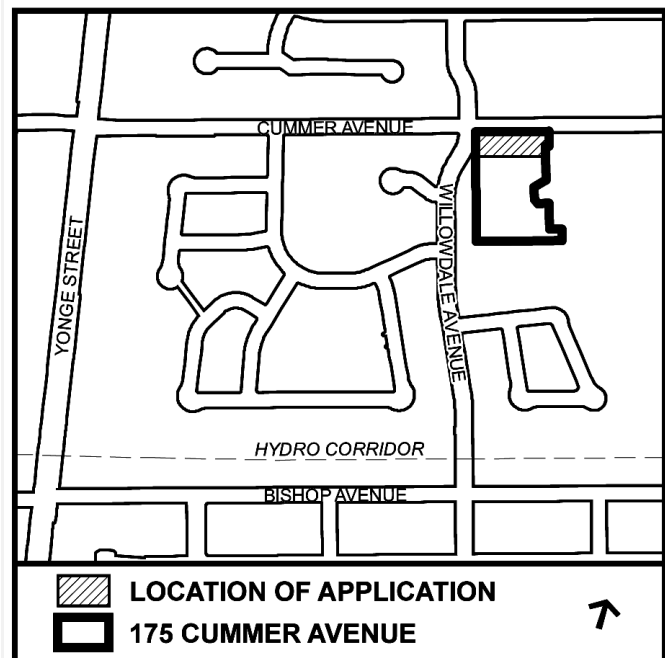 CUMMER AVENUE
WILLOWDALE AVENUE
YONGE STREET
HYDRO CORRIDOR
BISHOP AVENUE
LOCATION OF APPLICATION
175 CUMMER AVENUE